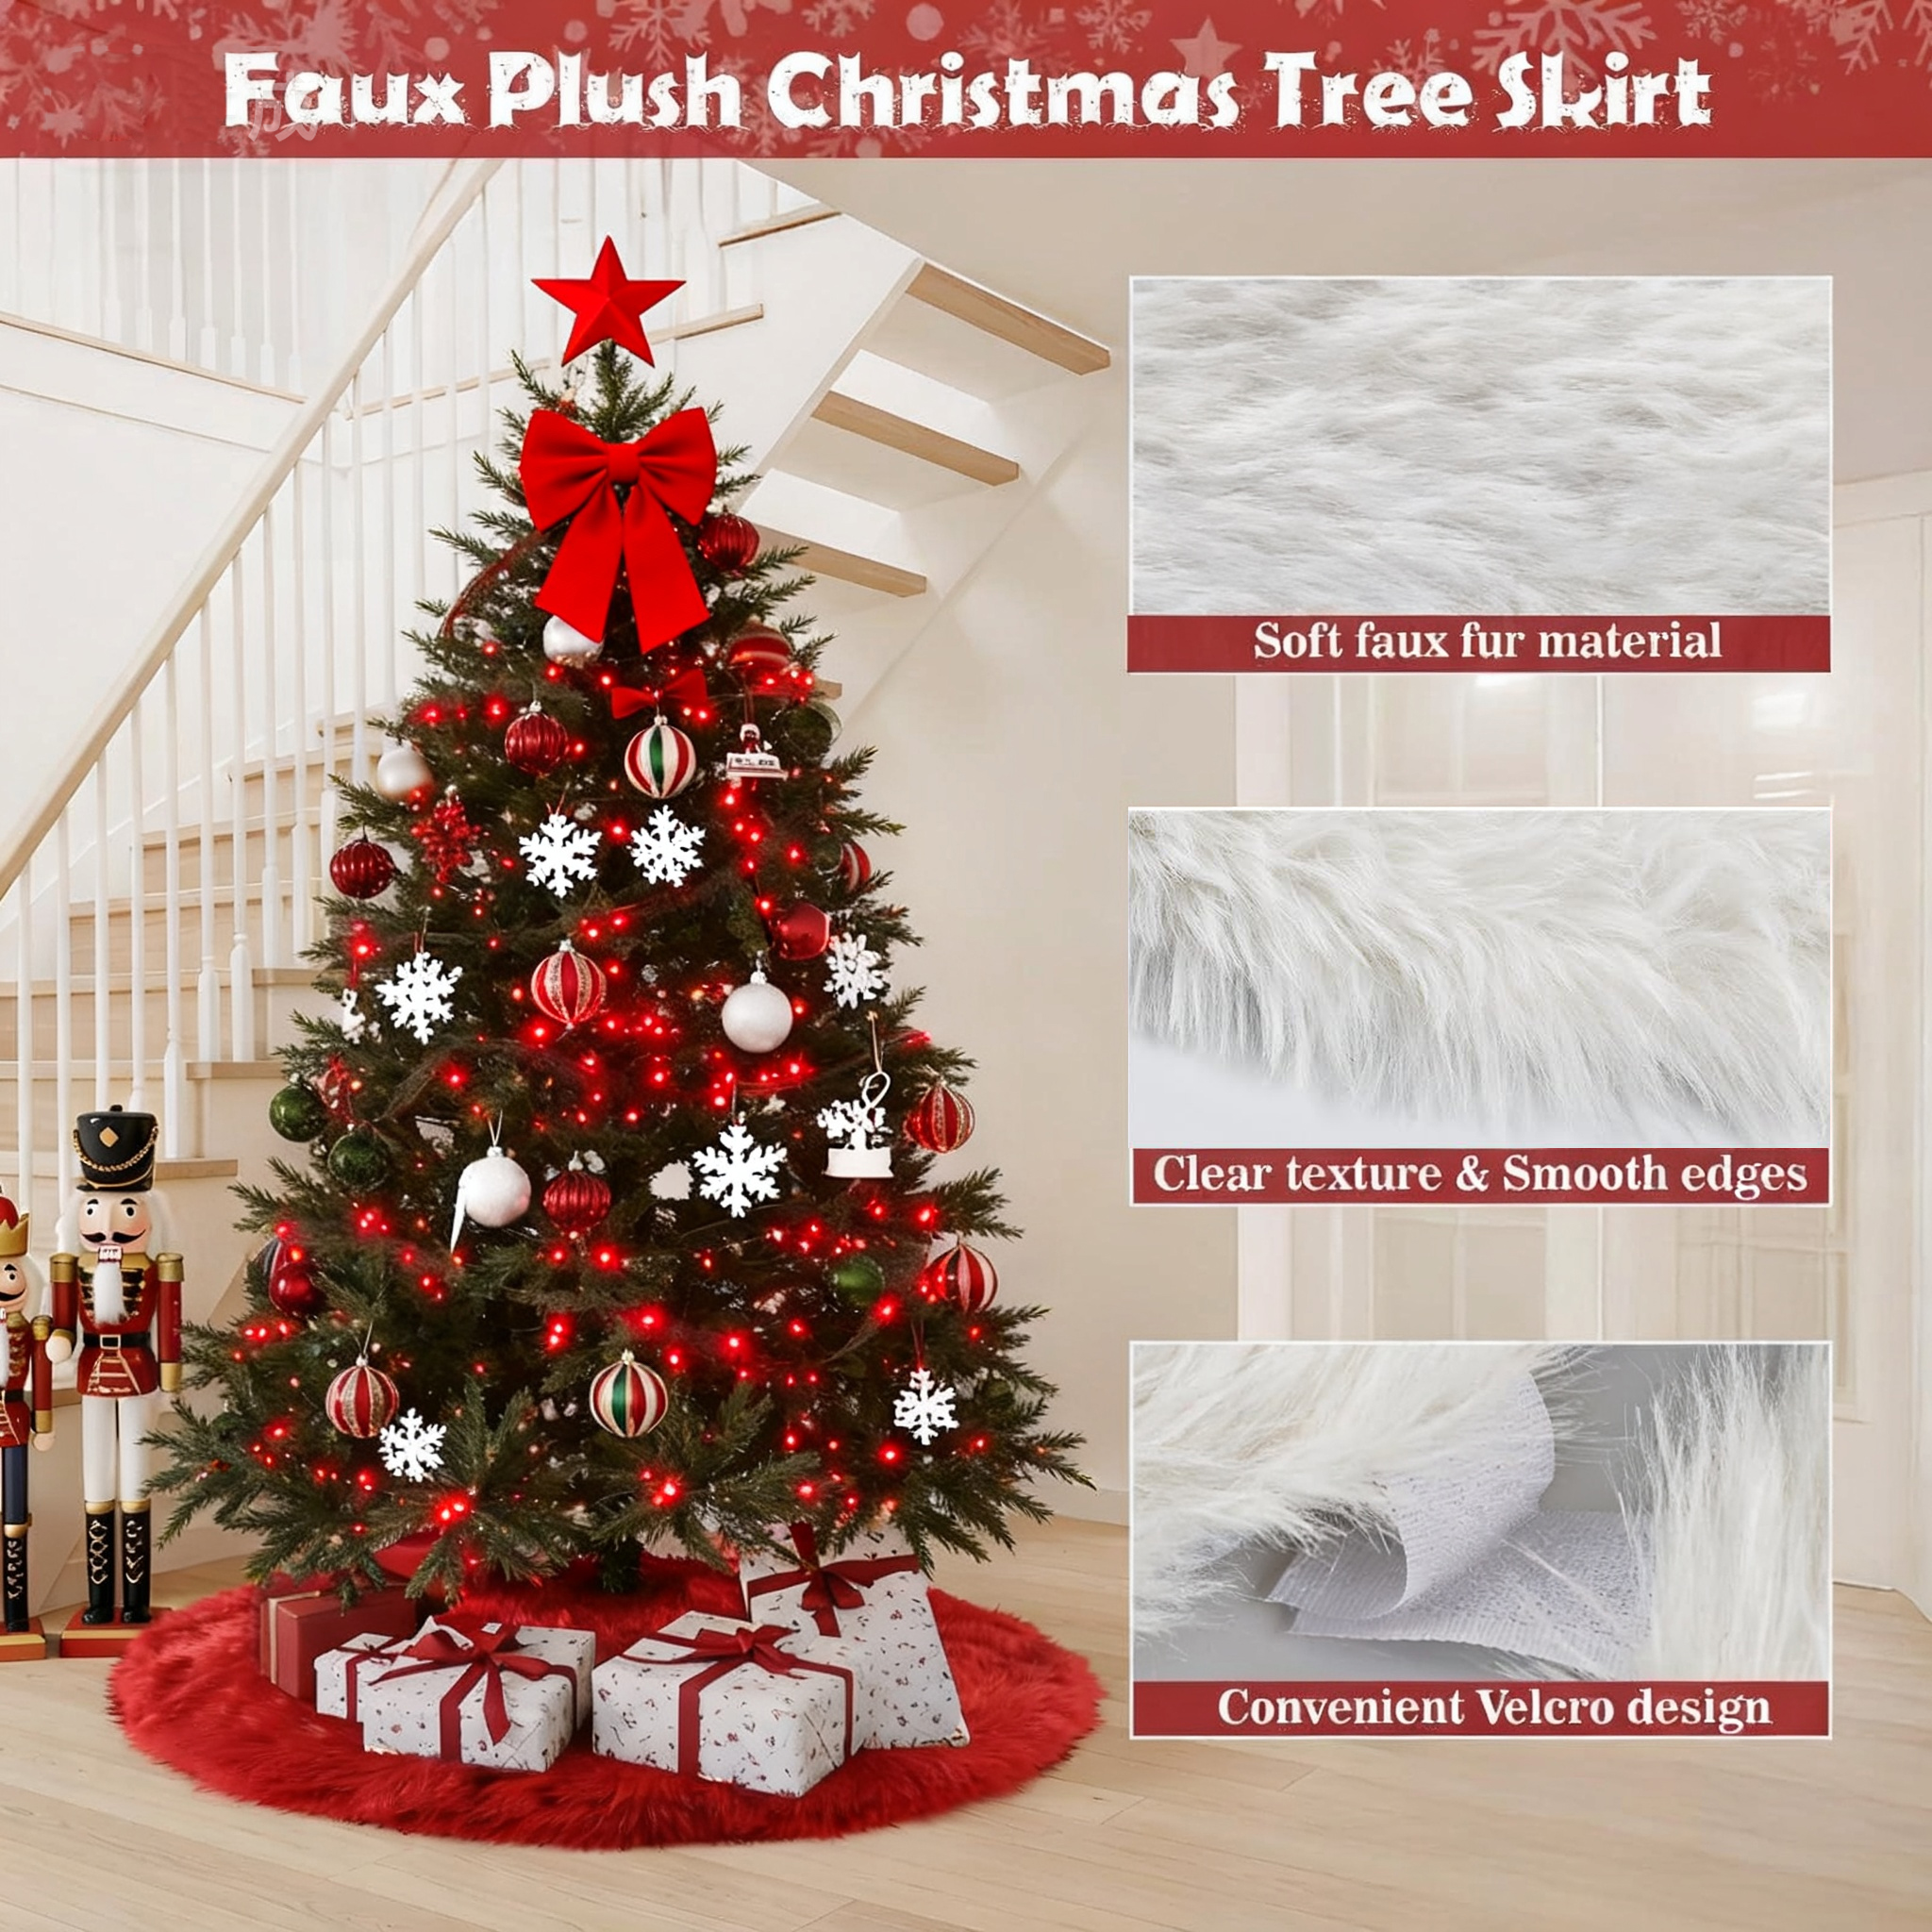 Faux Plush Christmas Tree Skirt
Soft faux fur material
Clear texture & Smooth edges
Convenient Velcro design